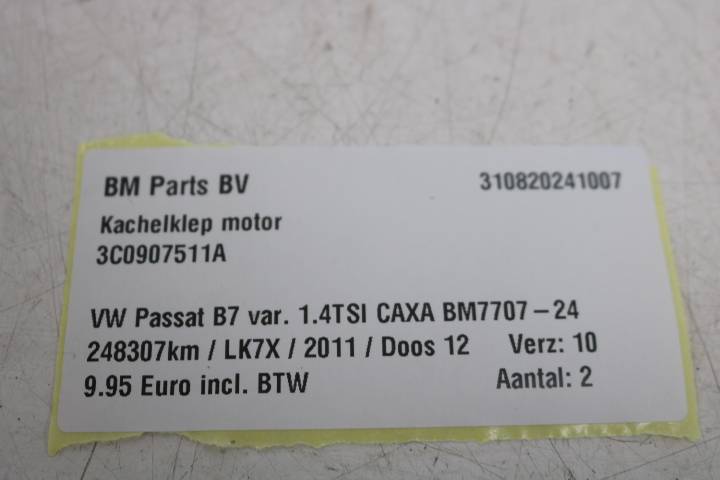 BM Parts BV 310820241007
Kachelklep motor
3C0907511A
VW Passat B7 var. 1.4TSI CAXA BM7707-24
248307km / LK7X / 2011 / Doos 12 Verz: 10
9.95 Euro incl. BTW Aantal: 2